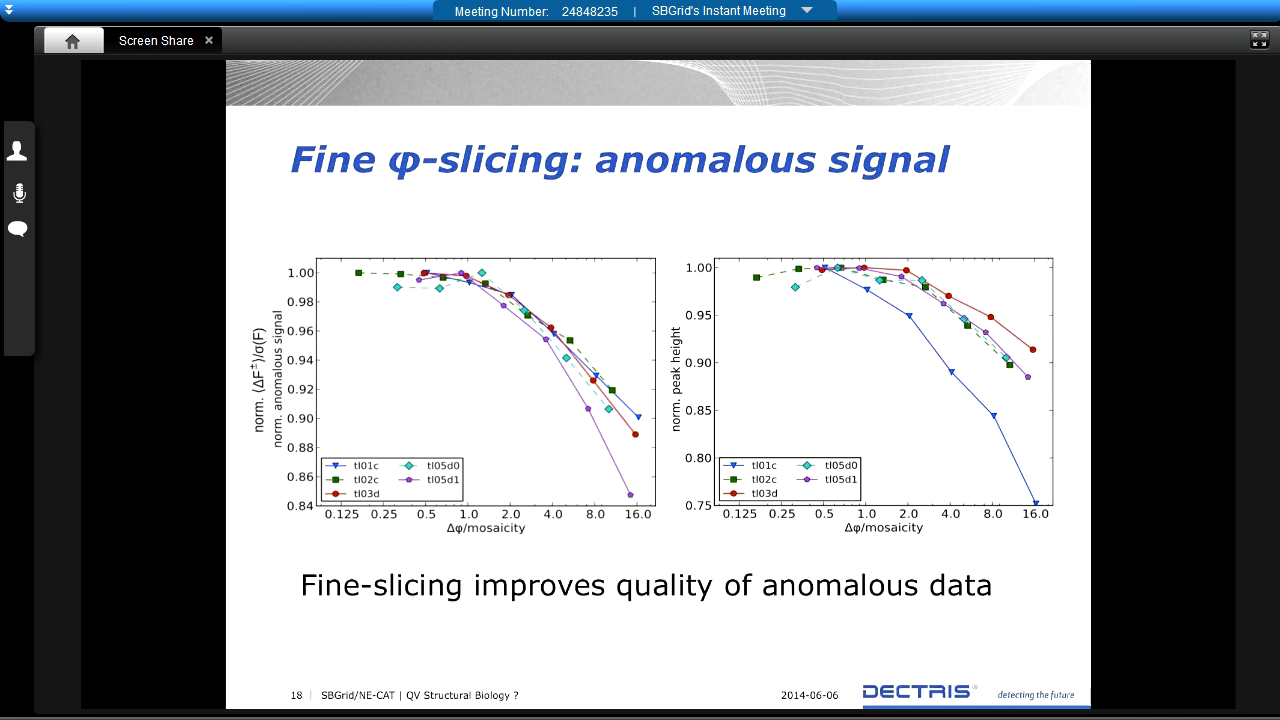 Meeting Number: 24848235 | SBGrid's Instant Meeting
Screen Share ×
Fine φ-slicing: anomalous signal
norm. ⟨ΔF±⟩/σ(F)
norm. anomalous signal
1.00
0.98
0.96
0.94
0.92
0.90
0.88
0.86
0.84
tl01c tl05d0
tl02c tl05d1
tl03d
0.125 0.25 0.5 1.0 2.0 4.0 8.0 16.0
Δφ/mosaicity
norm. peak height
1.00
0.95
0.90
0.85
0.80
0.75
tl01c tl05d0
tl02c tl05d1
tl03d
0.125 0.25 0.5 1.0 2.0 4.0 8.0 16.0
Δφ/mosaicity
Fine-slicing improves quality of anomalous data
18 | SBGrid/NE-CAT | QV Structural Biology ? 2014-06-06 DECTRIS® detecting the future